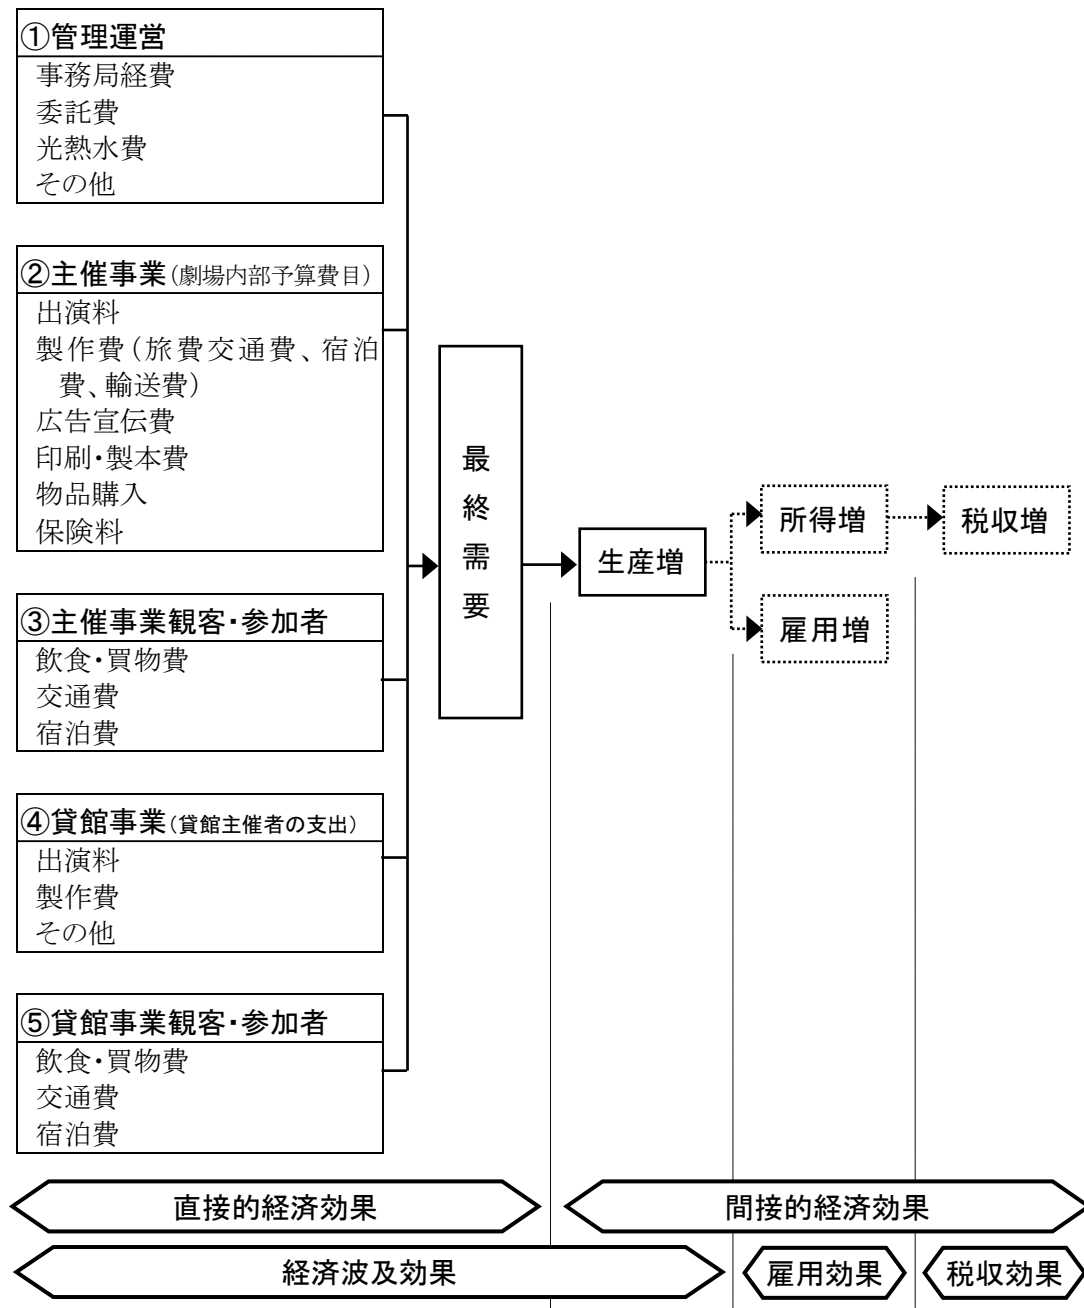 ①管理運営
事務局経費
委託費
光熱水費
その他
②主催事業(劇場内部予算費目)
出演料
製作費(旅費交通費、宿泊
費、輸送費)
広告宣伝費
印刷・製本費
物品購入
保険料
③主催事業観客・参加者
飲食・買物費
交通費
宿泊費
④貸館事業(貸館主催者の支出)
出演料
製作費
その他
⑤貸館事業観客・参加者
飲食・買物費
交通費
宿泊費
最終需要
生産増
所得増
税収増
雇用増
直接的経済効果
間接的経済効果
経済波及効果
雇用効果
税収効果